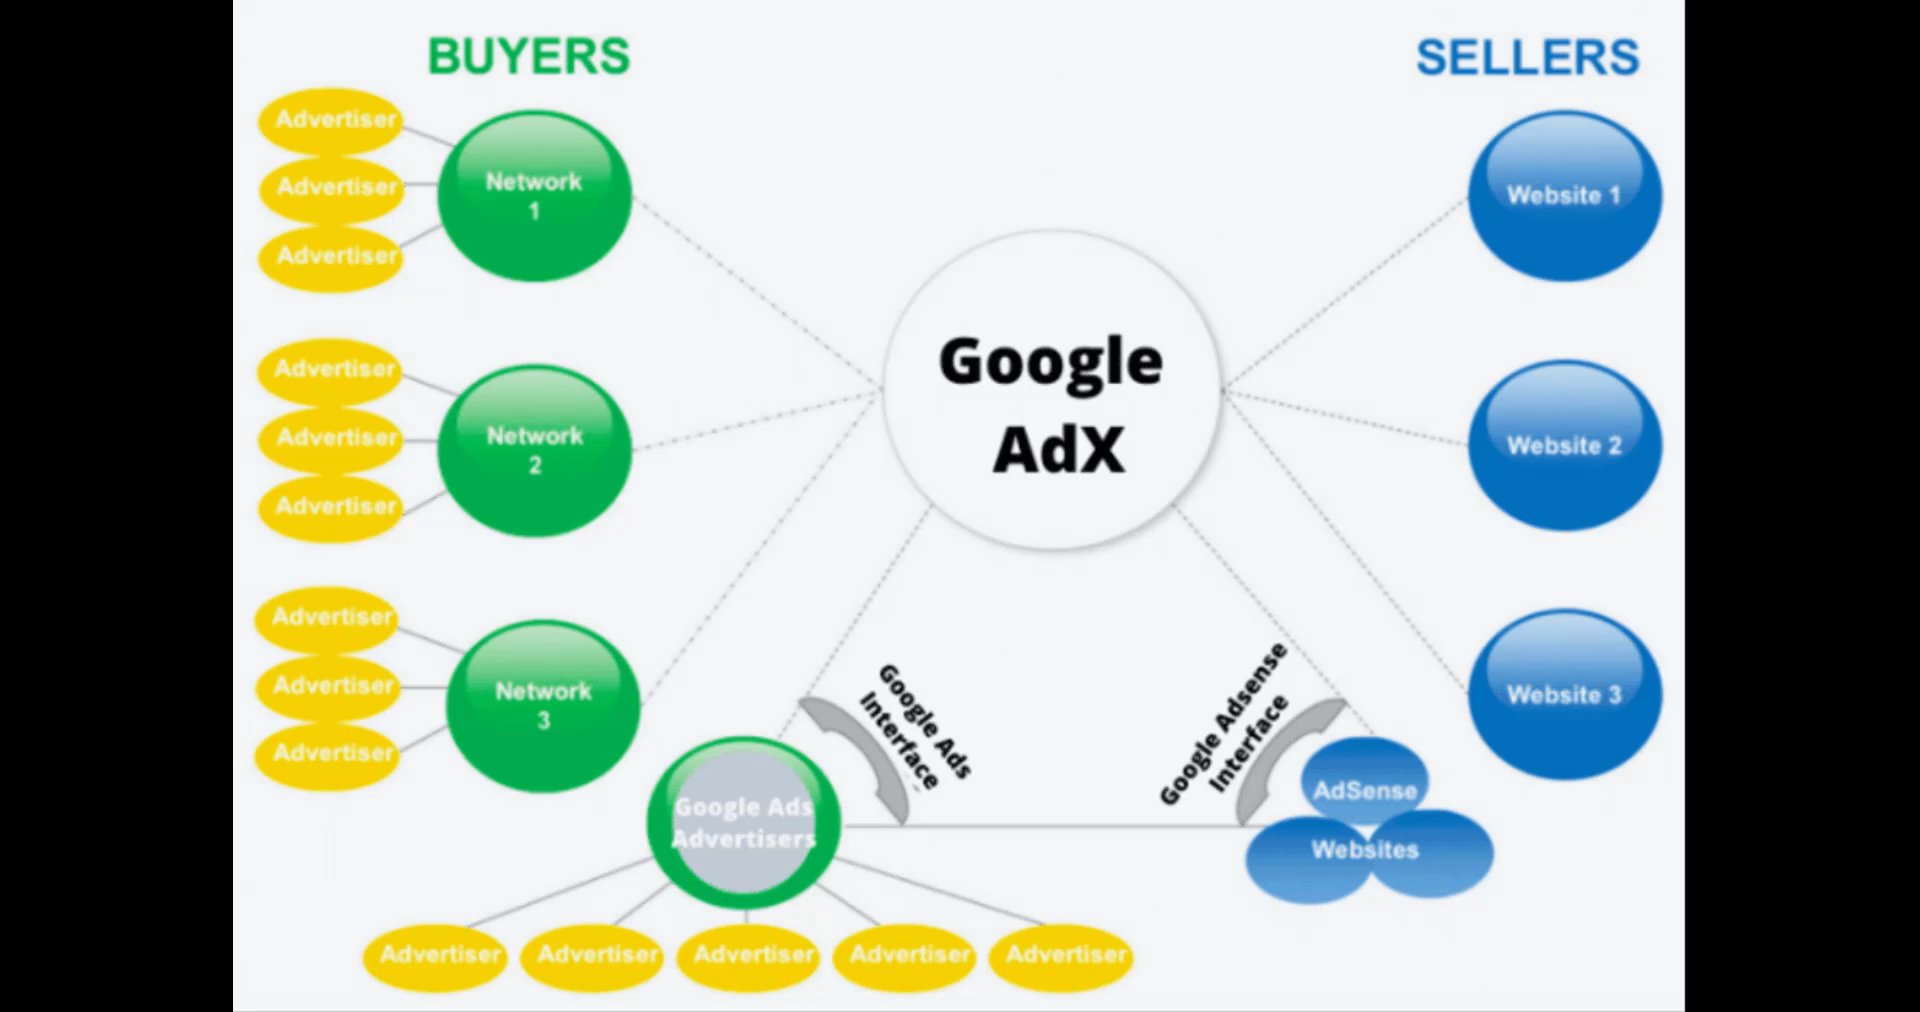 BUYERS
SELLERS
Advertiser
Advertiser
Advertiser
Network
1
Advertiser
Advertiser
Advertiser
Network
2
Advertiser
Advertiser
Advertiser
Network
3
Google
AdX
Website 1
Website 2
Website 3
Google Ads
Interface
Google Adsense
Interface
Google Ads
Advertisers
AdSense
Websites
Advertiser
Advertiser
Advertiser
Advertiser
Advertiser